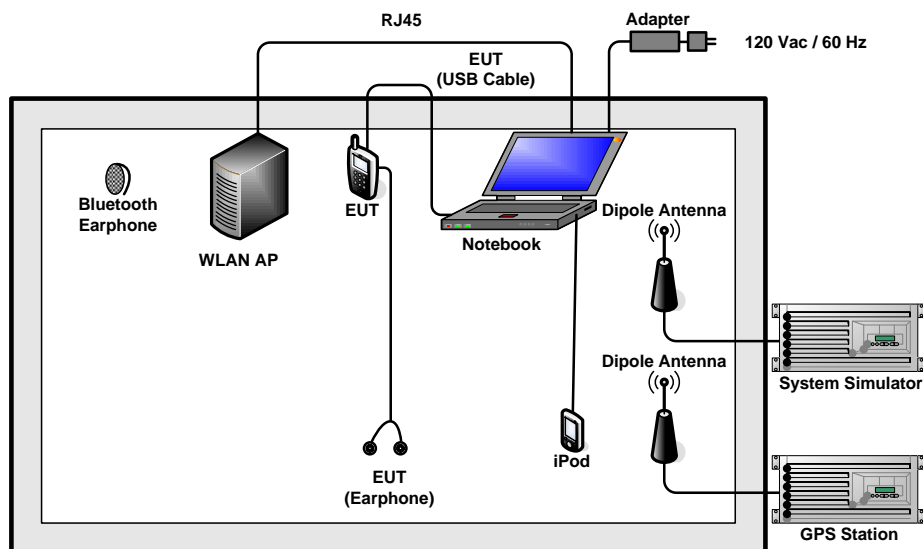 RJ45
Adapter
120 Vac / 60 Hz
EUT
(USB Cable)
Bluetooth
Earphone
WLAN AP
EUT
Notebook
Dipole Antenna
System Simulator
Dipole Antenna
iPod
EUT
(Earphone)
GPS Station